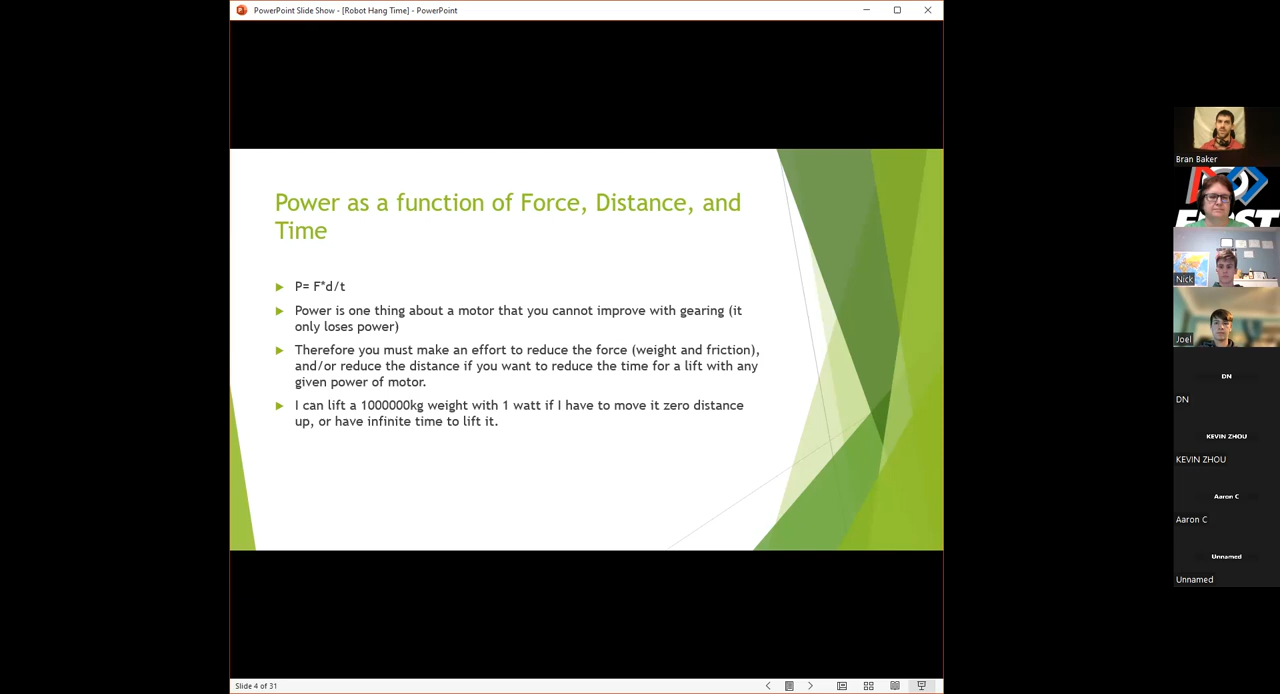 PowerPoint Slide Show - [Robot Hang Time] - PowerPoint
Power as a function of Force, Distance, and
Time
P= F*d/t
Power is one thing about a motor that you cannot improve with gearing (it
only loses power)
Therefore you must make an effort to reduce the force (weight and friction),
and/or reduce the distance if you want to reduce the time for a lift with any
given power of motor.
I can lift a 1000000kg weight with 1 watt if I have to move it zero distance
up, or have infinite time to lift it.
Slide 4 of 31
Bran Baker
FIRST
Nick
Joel
DN
DN
KEVIN ZHOU
KEVIN ZHOU
Aaron C
Aaron C
Unnamed
Unnamed